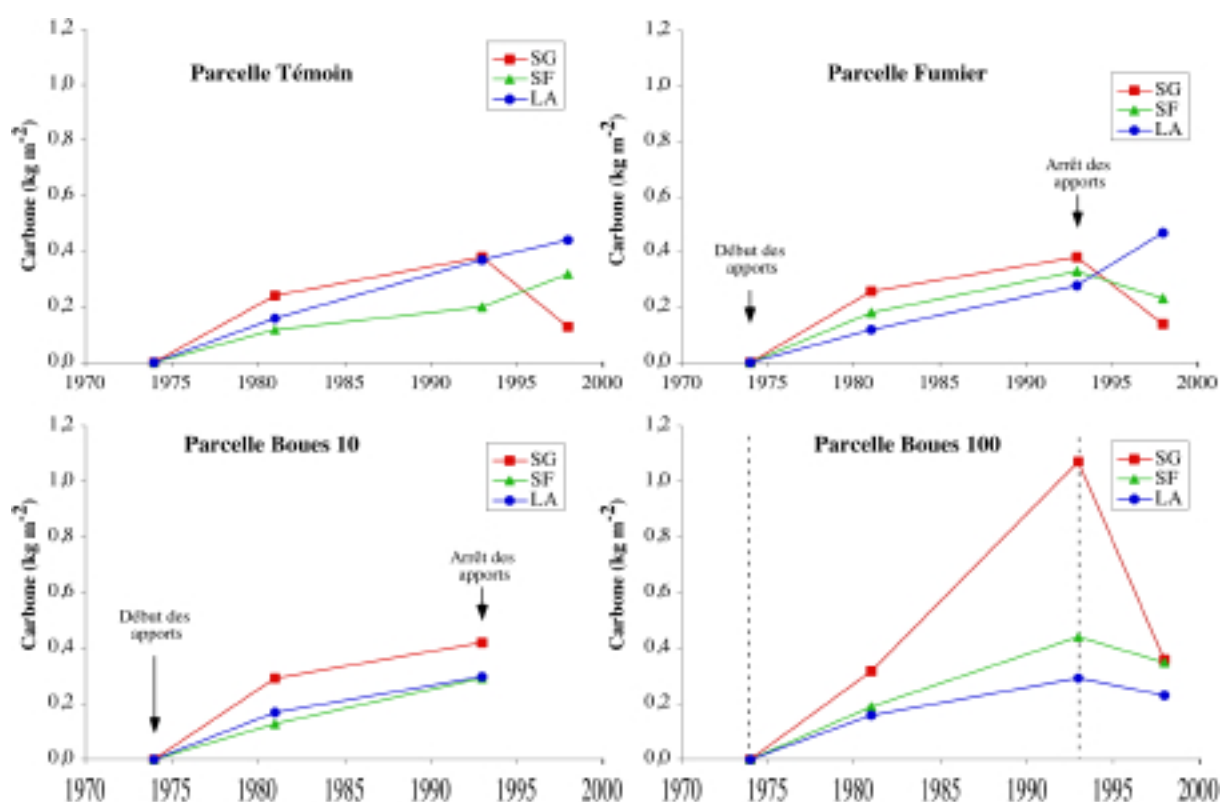 Parcelle Témoin
SG
SF
LA
Carbone (kg m-2)
1,2
1,0
0,8
0,6
0,4
0,2
0,0
1970 1975 1980 1985 1990 1995 2000
Parcelle Fumier
SG
SF
LA
Arrêt des
apports
Début des
apports
Carbone (kg m-2)
1,2
1,0
0,8
0,6
0,4
0,2
0,0
1970 1975 1980 1985 1990 1995 2000
Parcelle Boues 10
SG
SF
LA
Arrêt des
apports
Début des
apports
Carbone (kg m-2)
1,2
1,0
0,8
0,6
0,4
0,2
0,0
1970 1975 1980 1985 1990 1995 2000
Parcelle Boues 100
SG
SF
LA
Carbone (kg m-2)
1,2
1,0
0,8
0,6
0,4
0,2
0,0
1970 1975 1980 1985 1990 1995 2000